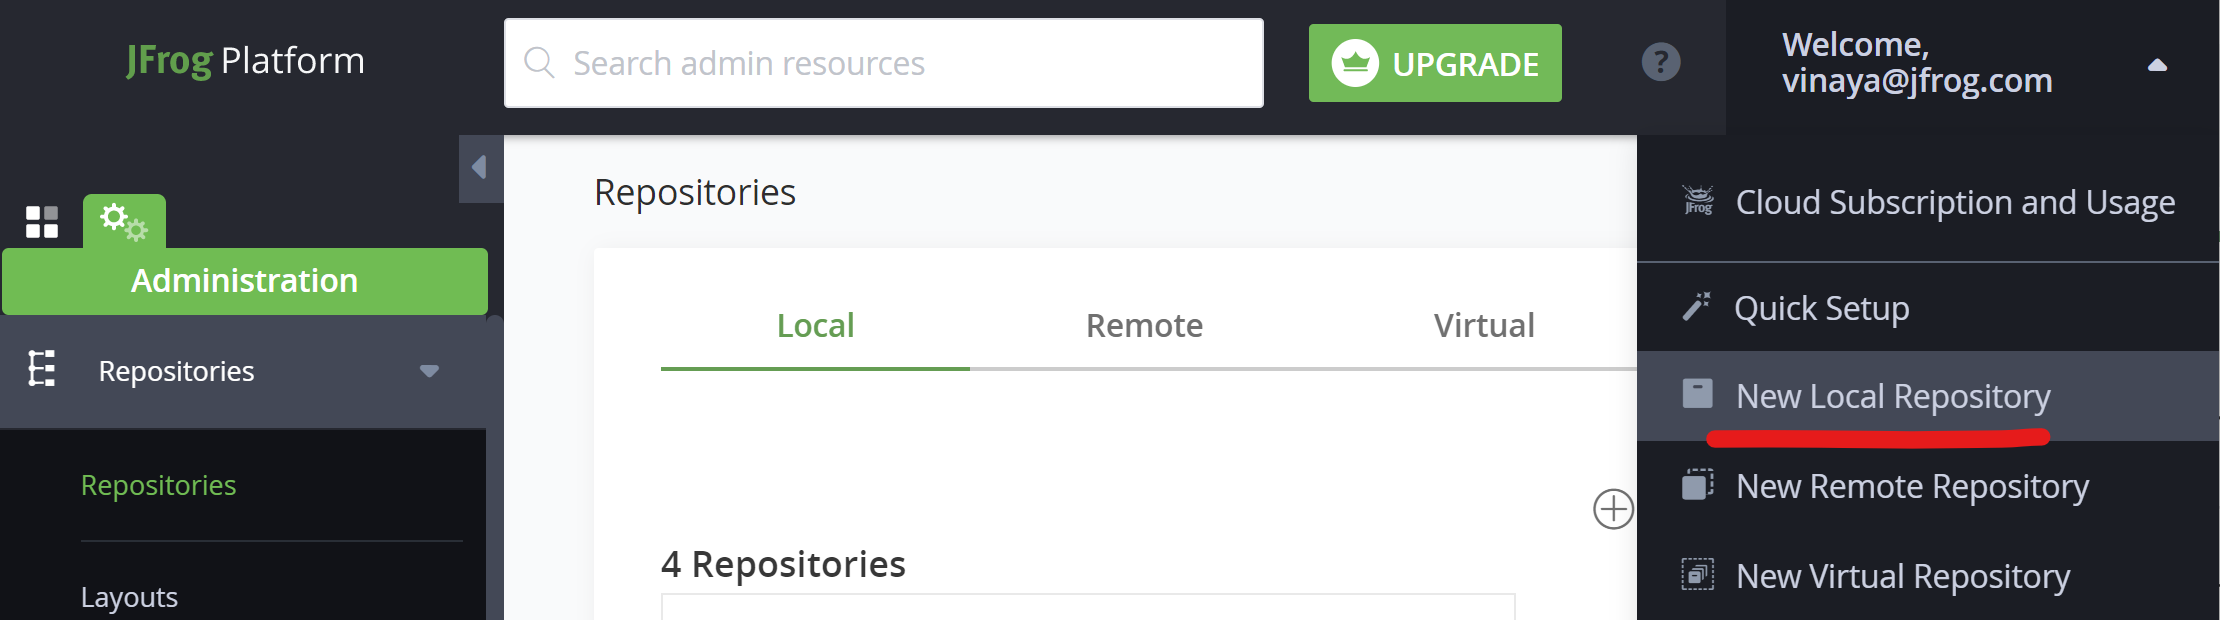 JFrog Platform
Search admin resources
UPGRADE
?
Welcome,
vinaya@jfrog.com
Administration
Repositories
Repositories
Layouts
Repositories
Local
Remote
Virtual
4 Repositories
JFrog
Cloud Subscription and Usage
Quick Setup
New Local Repository
New Remote Repository
New Virtual Repository